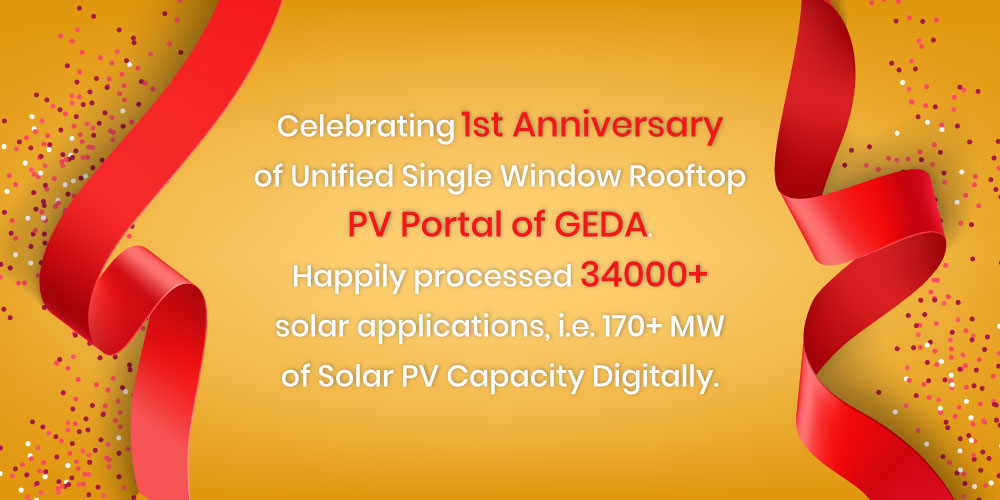 Celebrating 1st Anniversary
of Unified Single Window Rooftop
PV Portal of GEDA.
Happily processed 34000+
solar applications, i.e. 170+ MW
of Solar PV Capacity Digitally.